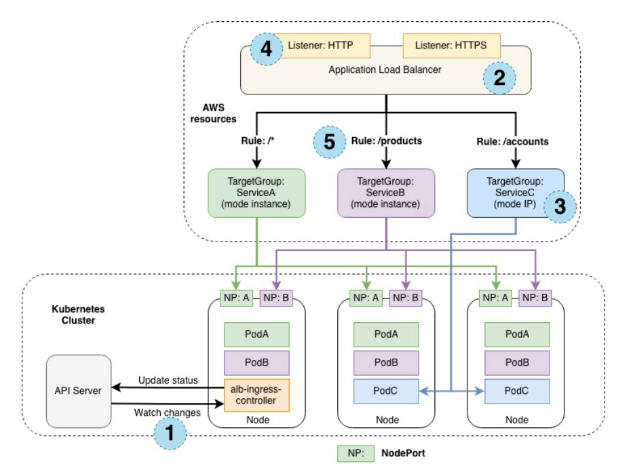 4
Listener: HTTP
Listener: HTTPS
Application Load Balancer
2
AWS
resources
Rule: /*
5
Rule: /products
Rule: /accounts
TargetGroup:
ServiceA
(mode instance)
TargetGroup:
ServiceB
(mode instance)
TargetGroup:
ServiceC
(mode IP)
3
Kubernetes
Cluster
NP: A
NP: B
NP: A
NP: B
NP: A
NP: B
PodA
PodA
PodA
PodB
PodB
PodB
API Server
Update status
alb-ingress-
controller
PodC
PodC
Watch changes
1
Node
Node
Node
NP:
NodePort